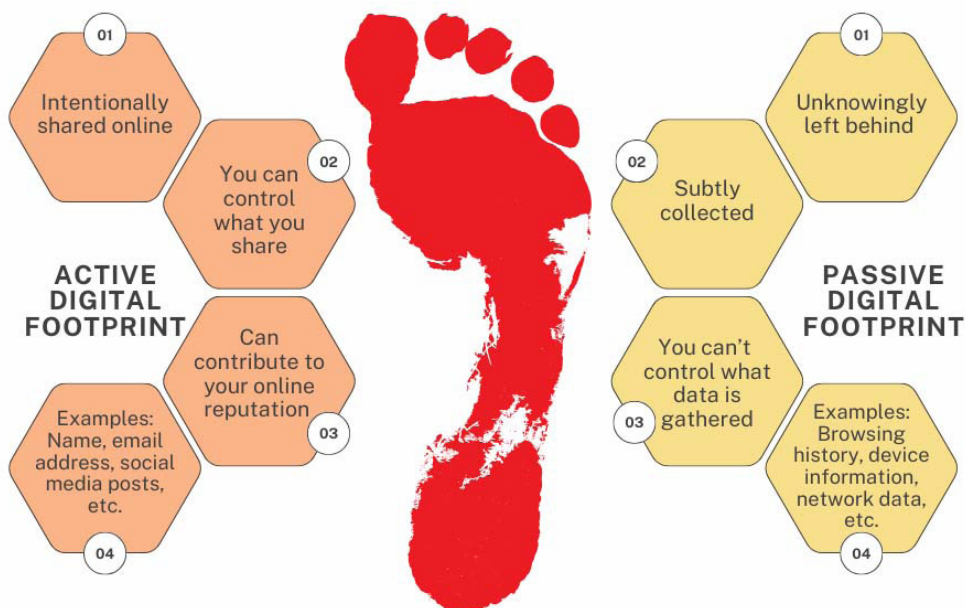 01
Intentionally
shared online
02
You can
control
what you
share
ACTIVE
DIGITAL
FOOTPRINT
Can
contribute to
your online
reputation
03
Examples:
Name, email
address, social
media posts,
etc.
04
01
Unknowingly
left behind
02
Subtly
collected
PASSIVE
DIGITAL
FOOTPRINT
You can't
control what
data is
gathered
03
Examples:
Browsing
history, device
information,
network data,
etc.
04